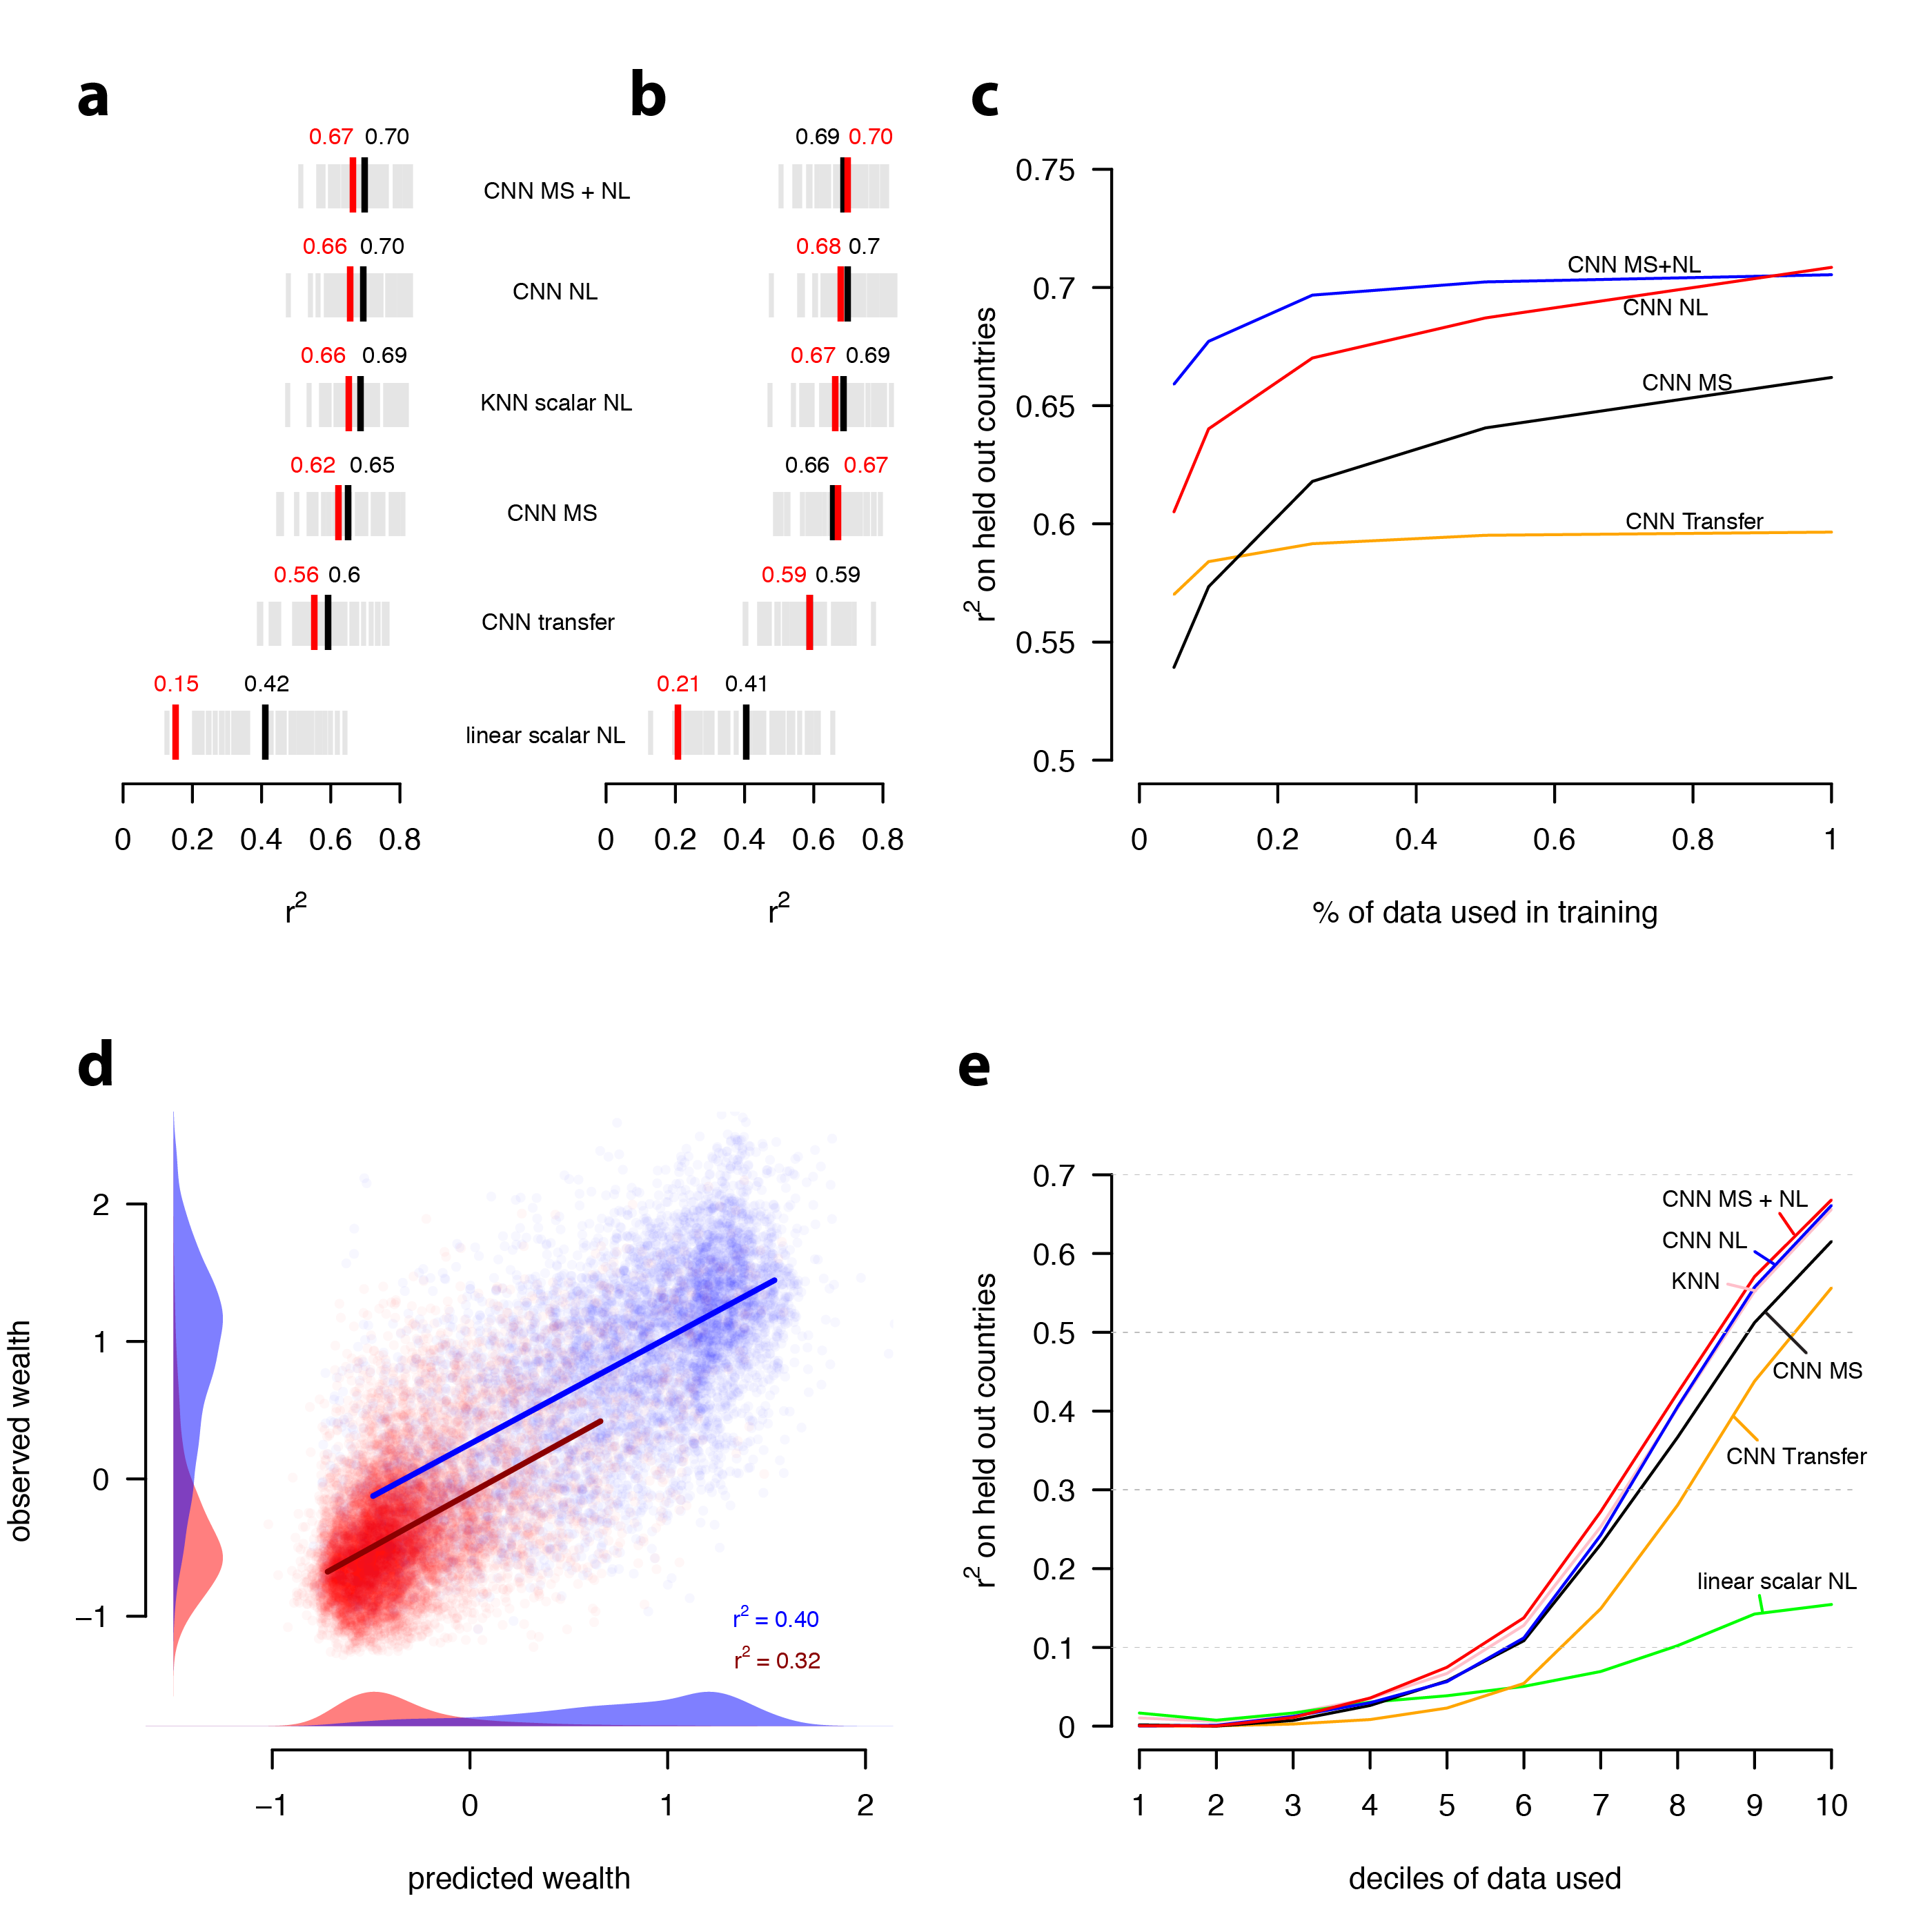 a
b
c
0.67 0.70
CNN MS + NL
0.69 0.70
0.66 0.70
CNN NL
0.68 0.7
0.66 0.69
KNN scalar NL
0.67 0.69
0.62 0.65
CNN MS
0.66 0.67
0.56 0.6
CNN transfer
0.59 0.59
0.15 0.42
linear scalar NL
0.21 0.41
0 0.2 0.4 0.6 0.8
r²
0 0.2 0.4 0.6 0.8
r²
r² on held out countries
0.75
0.7
0.65
0.6
0.55
0.5
CNN MS+NL
CNN NL
CNN MS
CNN Transfer
0 0.2 0.4 0.6 0.8 1
% of data used in training
d
observed wealth
2
1
0
−1
r² = 0.40
r² = 0.32
−1 0 1 2
predicted wealth
e
r² on held out countries
0.7
0.6
0.5
0.4
0.3
0.2
0.1
0
CNN MS + NL
CNN NL
KNN
CNN MS
CNN Transfer
linear scalar NL
1 2 3 4 5 6 7 8 9 10
deciles of data used